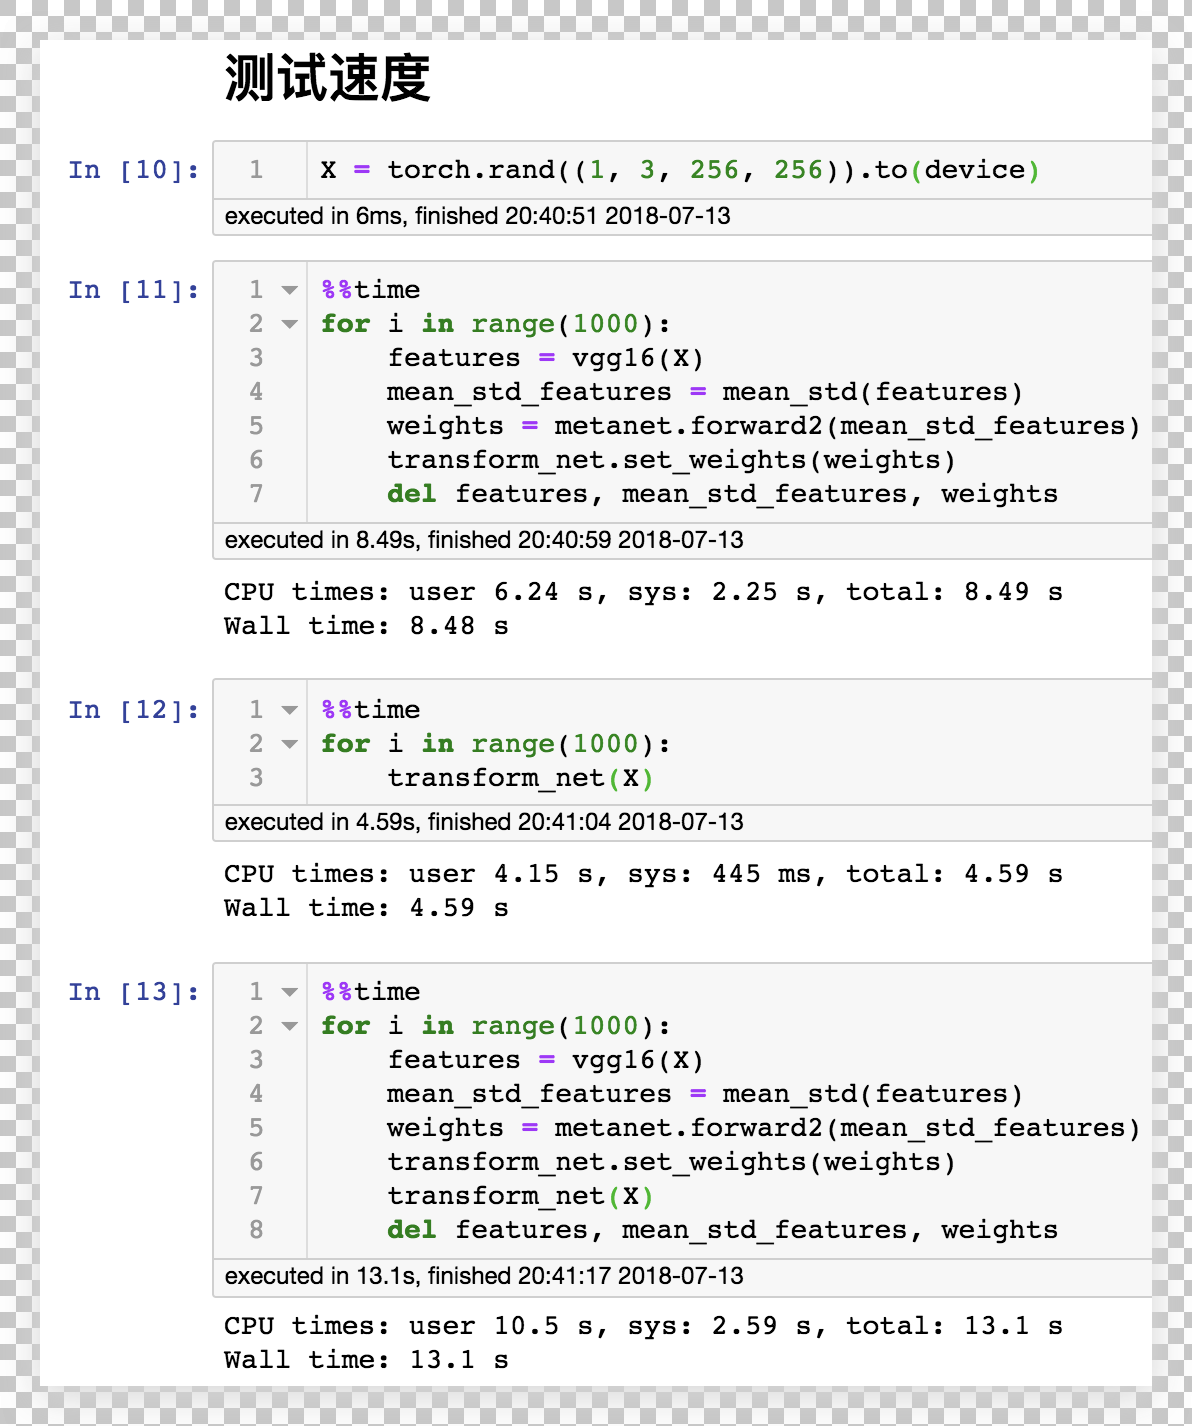 测试速度
In [10]:
1 X = torch.rand((1, 3, 256, 256)).to(device)
executed in 6ms, finished 20:40:51 2018-07-13
In [11]:
1 %%time
2 for i in range(1000):
3     features = vgg16(X)
4     mean_std_features = mean_std(features)
5     weights = metanet.forward2(mean_std_features)
6     transform_net.set_weights(weights)
7     del features, mean_std_features, weights
executed in 8.49s, finished 20:40:59 2018-07-13
CPU times: user 6.24 s, sys: 2.25 s, total: 8.49 s
Wall time: 8.48 s
In [12]:
1 %%time
2 for i in range(1000):
3     transform_net(X)
executed in 4.59s, finished 20:41:04 2018-07-13
CPU times: user 4.15 s, sys: 445 ms, total: 4.59 s
Wall time: 4.59 s
In [13]:
1 %%time
2 for i in range(1000):
3     features = vgg16(X)
4     mean_std_features = mean_std(features)
5     weights = metanet.forward2(mean_std_features)
6     transform_net.set_weights(weights)
7     transform_net(X)
8     del features, mean_std_features, weights
executed in 13.1s, finished 20:41:17 2018-07-13
CPU times: user 10.5 s, sys: 2.59 s, total: 13.1 s
Wall time: 13.1 s